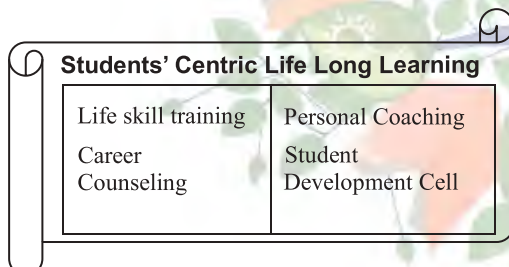 Students' Centric Life Long Learning
Life skill training
Career
Counseling
Personal Coaching
Student
Development Cell